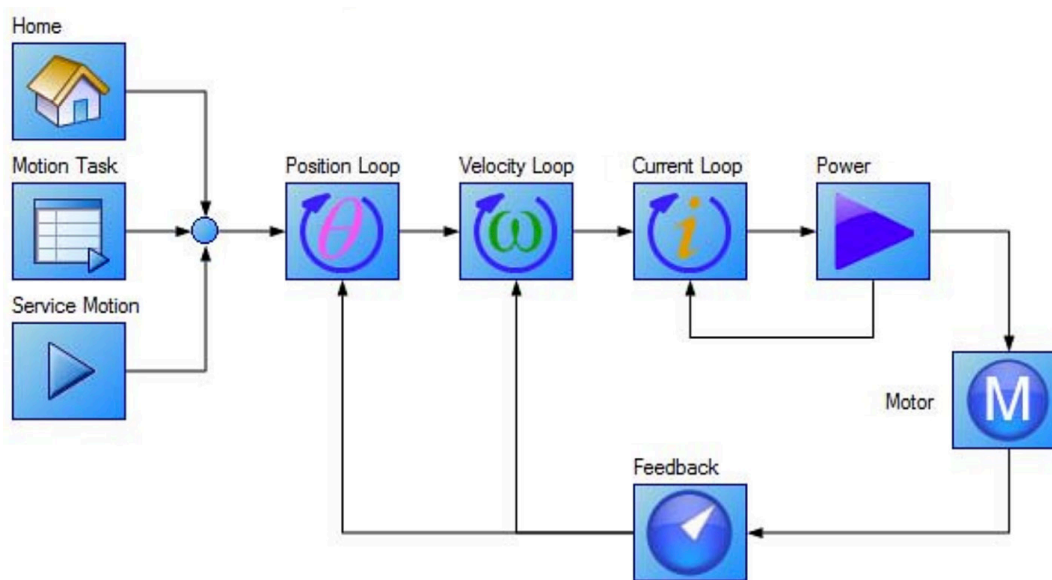 Home
Motion Task
Service Motion
Position Loop
θ
Velocity Loop
ω
Current Loop
i
Power
Motor
M
Feedback